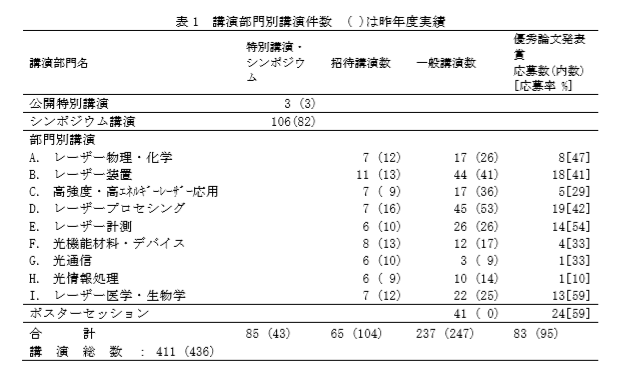 表1 講演部門別講演件数 ( )は昨年度実績
講演部門名 特別講演・シンポジウム 招待講演数 一般講演数 優秀論文発表賞応募数(内数)[応募率 %]
公開特別講演 3 (3)
シンポジウム講演 106(82)
部門別講演
A. レーザー物理・化学 7 (12) 17 (26) 8[47]
B. レーザー装置 11 (13) 44 (41) 18[41]
C. 高強度・高ｴﾈﾙｷﾞｰﾚｰｻﾞｰ応用 7 ( 9) 17 (36) 5[29]
D. レーザープロセシング 7 (16) 45 (53) 19[42]
E. レーザー計測 6 (10) 26 (26) 14[54]
F. 光機能材料・デバイス 8 (13) 12 (17) 4[33]
G. 光通信 6 (10) 3 ( 9) 1[33]
H. 光情報処理 6 ( 9) 10 (14) 1[10]
I. レーザー医学・生物学 7 (12) 22 (25) 13[59]
ポスターセッション 41 ( 0) 24[59]
合 計 85 (43) 65 (104) 237 (247) 83 (95)
講 演 総 数 : 411 (436)